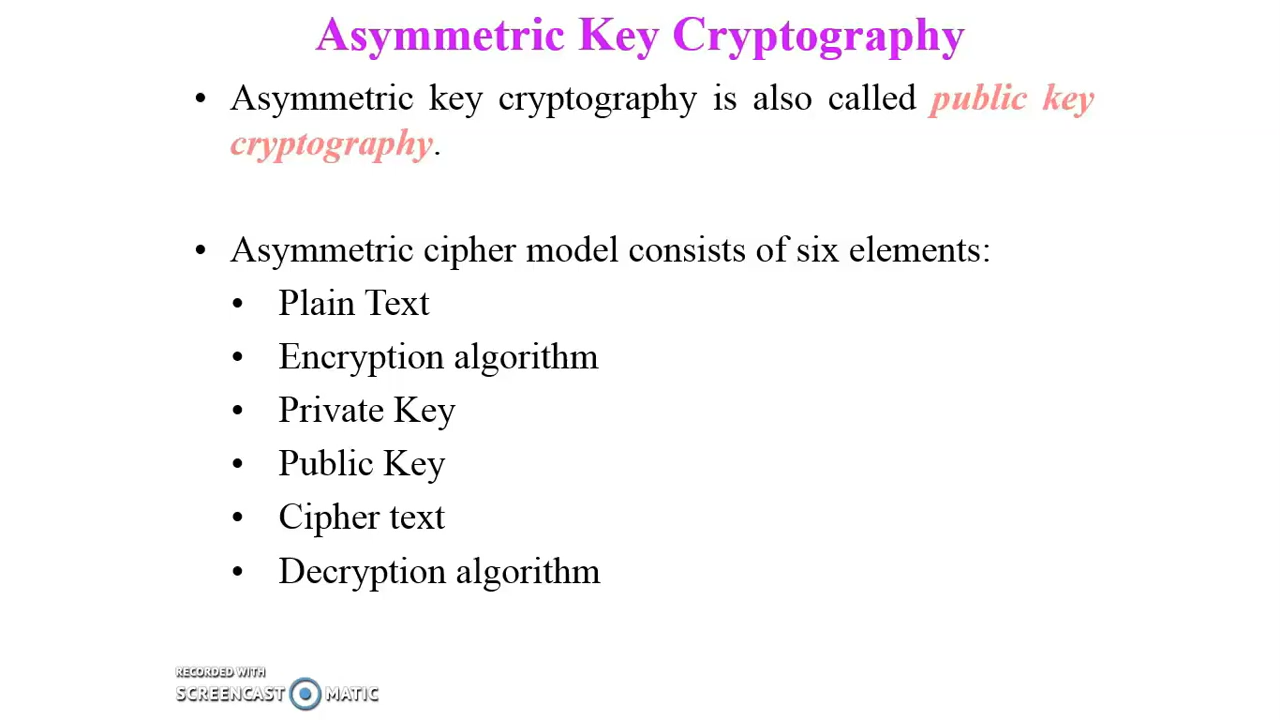 Asymmetric Key Cryptography
• Asymmetric key cryptography is also called public key
cryptography.
• Asymmetric cipher model consists of six elements:
• Plain Text
• Encryption algorithm
• Private Key
• Public Key
• Cipher text
• Decryption algorithm
RECORDED WITH
SCREENCAST MATIC